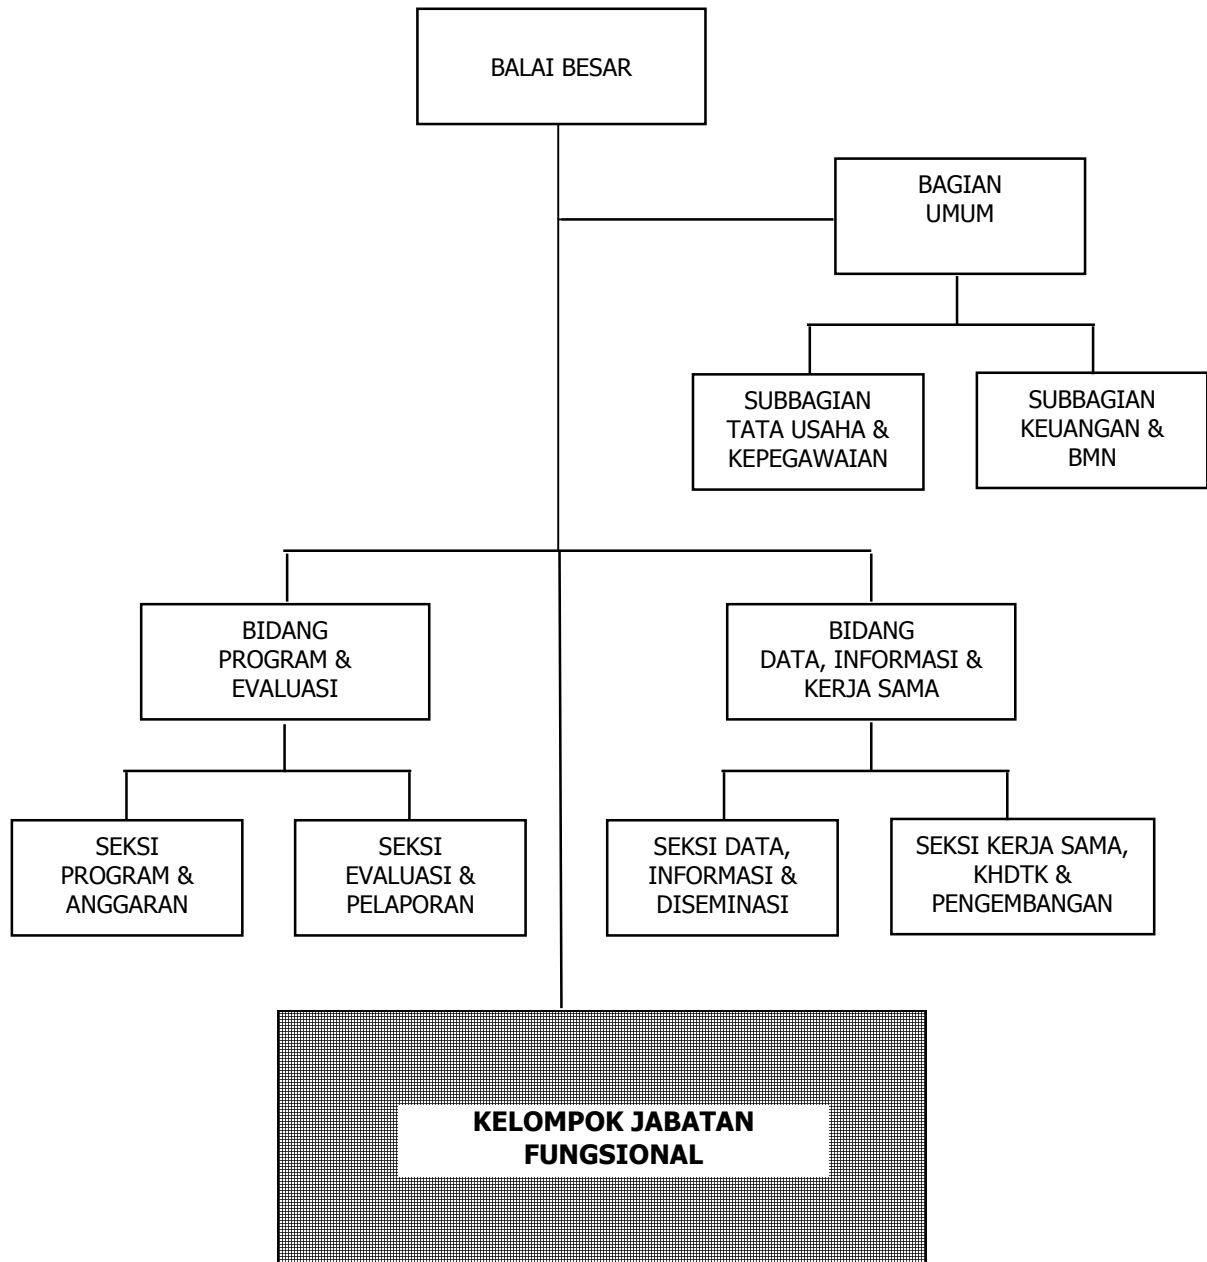 BALAI BESAR
BAGIAN
UMUM
SUBBAGIAN
TATA USAHA &
KEPEGAWAIAN
SUBBAGIAN
KEUANGAN &
BMN
BIDANG
PROGRAM &
EVALUASI
BIDANG
DATA, INFORMASI &
KERJA SAMA
SEKSI
PROGRAM &
ANGGARAN
SEKSI
EVALUASI &
PELAPORAN
SEKSI DATA,
INFORMASI &
DISEMINASI
SEKSI KERJA SAMA,
KHDTK &
PENGEMBANGAN
KELOMPOK JABATAN
FUNGSIONAL